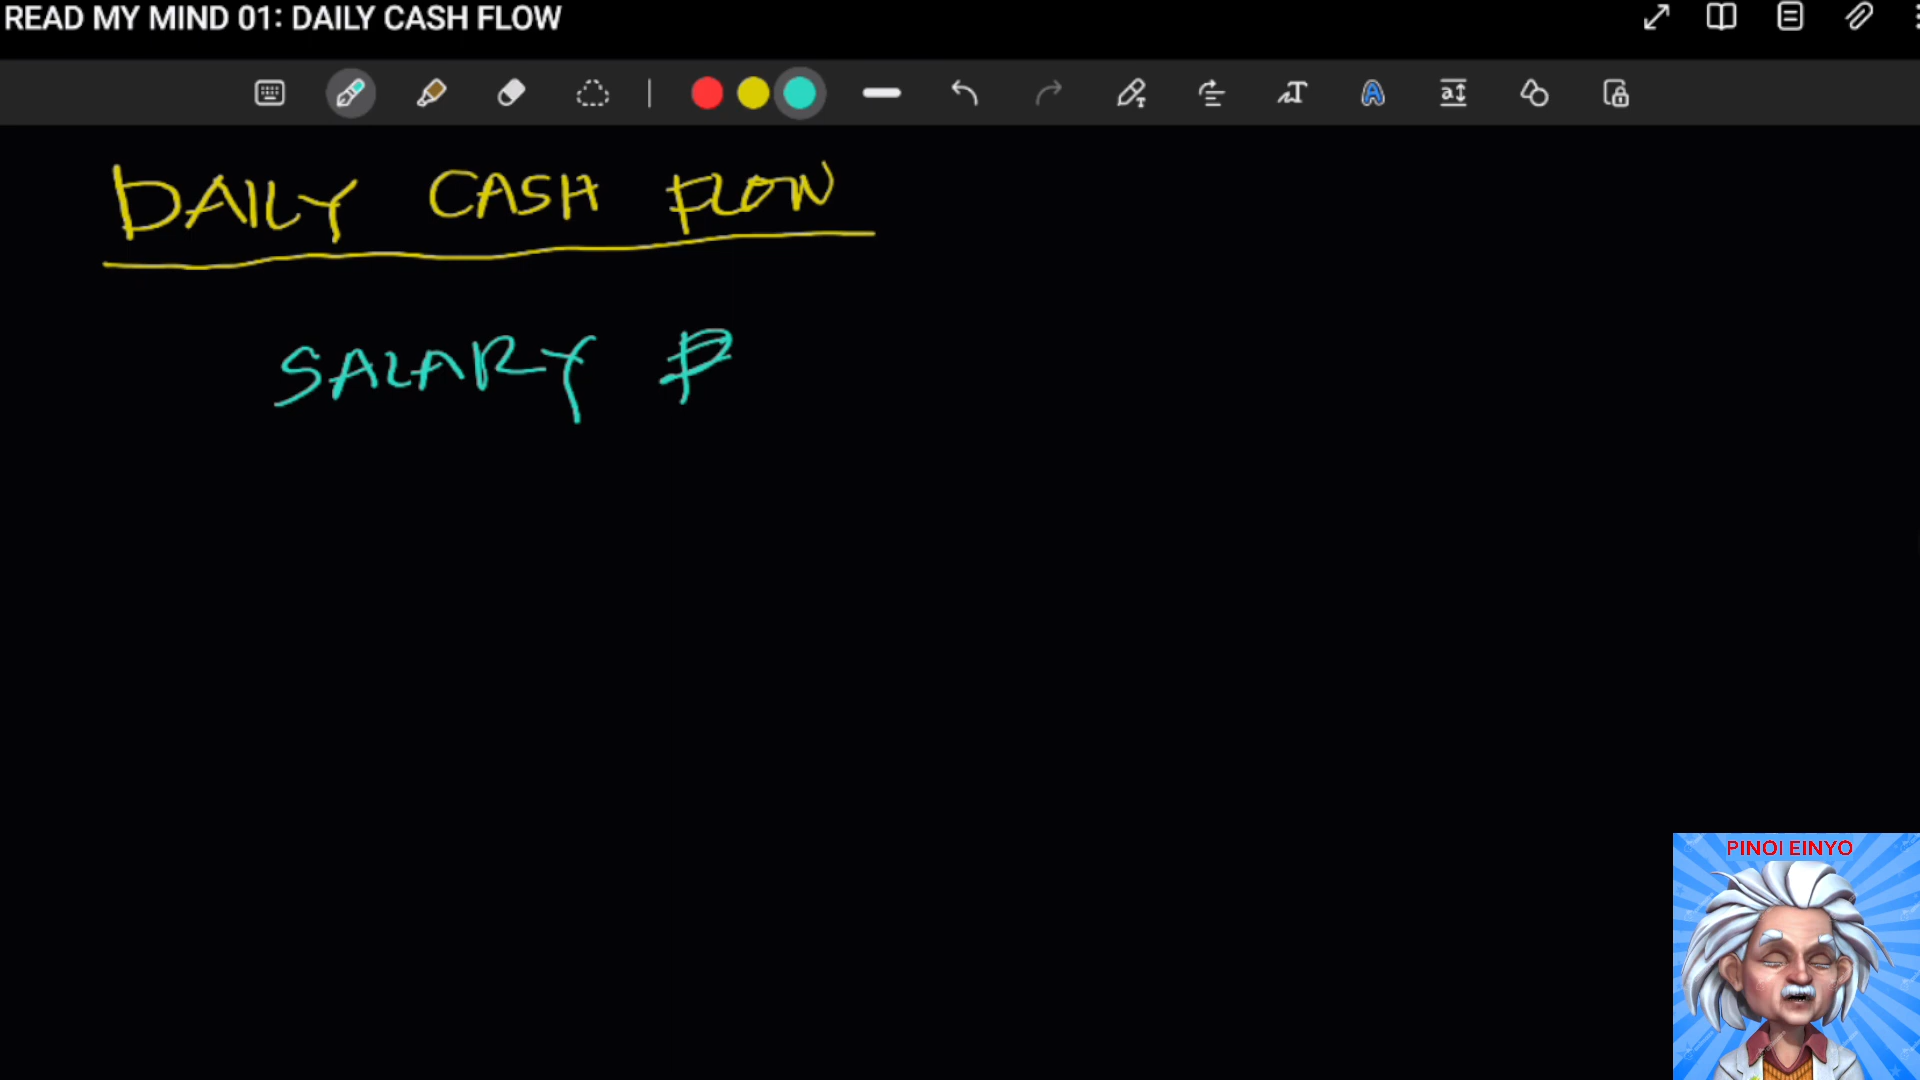 READ MY MIND 01: DAILY CASH FLOW
DAILY CASH FLOW
SALARY ₱
PINOI EINYO